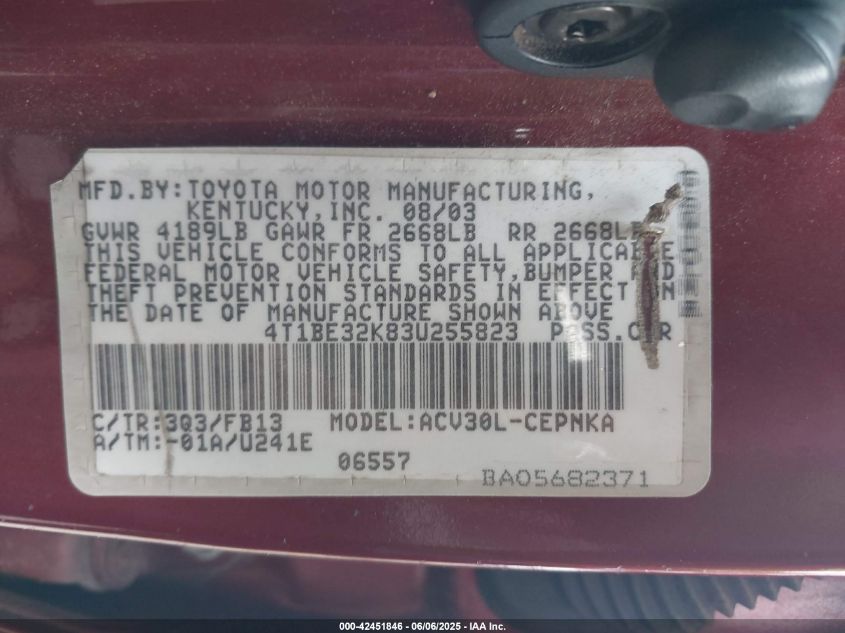 MFD.BY:TOYOTA MOTOR MANUFACTURING,
KENTUCKY,INC. 08/03
GVWR 4189LB GAWR FR 2668LB RR 2668LB
THIS VEHICLE CONFORMS TO ALL APPLICABLE
FEDERAL MOTOR VEHICLE SAFETY,BUMPER AND
THEFT PREVENTION STANDARDS IN EFFECT ON
THE DATE OF MANUFACTURE SHOWN ABOVE
4T1BE32K83U255823 PASS.CAR
C/TR:3Q3/FB13 MODEL:ACV30L-CEPNKA
A/TM:-01A/U241E
06557
BA05682371
000-42451846 - 06/06/2025 - IAA Inc.